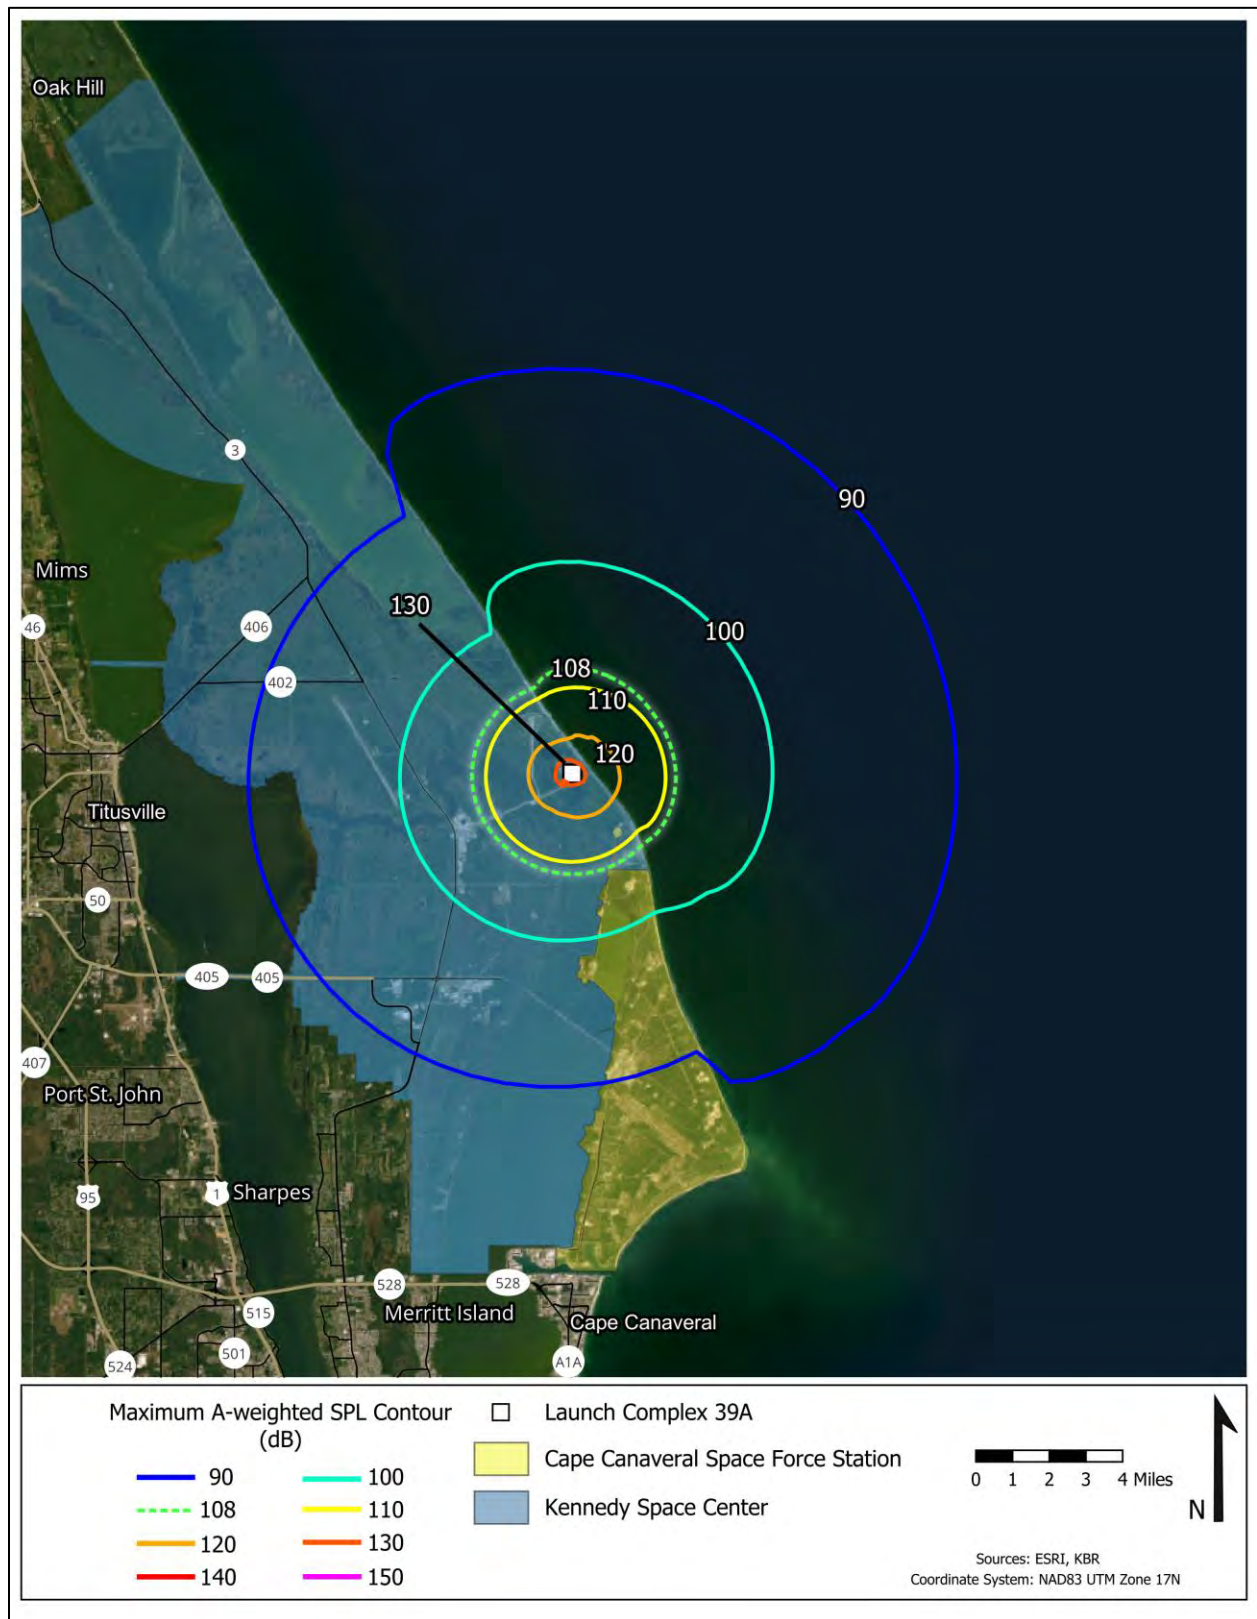 Oak Hill
3
90
Mims
130
46
406
100
108
402
110
120
Titusville
50
405
405
407
Port St. John
95
1
Sharpes
528
528
515
Merritt Island
Cape Canaveral
501
A1A
524
Maximum A-weighted SPL Contour
(dB)
90
100
108
110
120
130
140
150
Launch Complex 39A
Cape Canaveral Space Force Station
Kennedy Space Center
0 1 2 3 4 Miles
N
Sources: ESRI, KBR
Coordinate System: NAD83 UTM Zone 17N